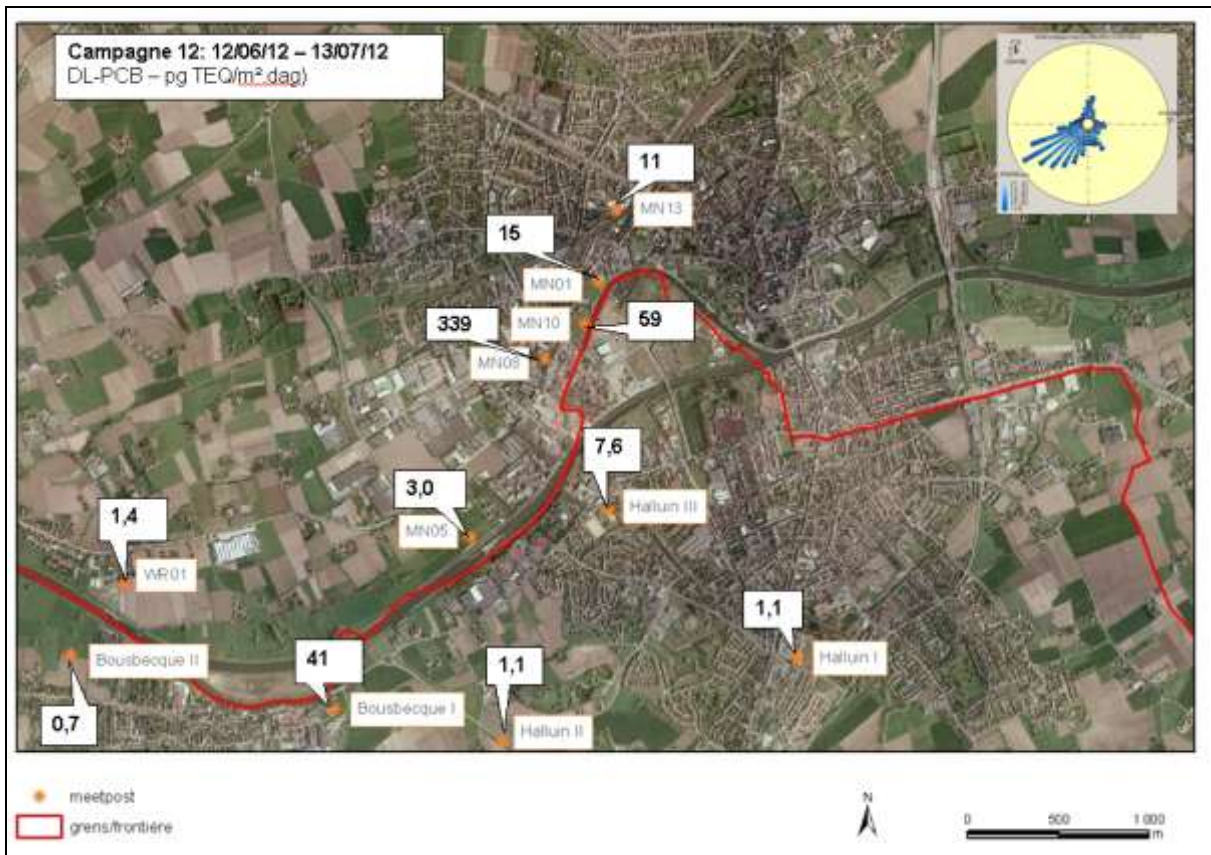 Campagne 12: 12/06/12 – 13/07/12
DL-PCB – pg TEQ/m².dag)
11
MN13
15
MN01
59
MN10
339
7,6
Halluin III
3,0
MN05
1,4
WR01
1,1
Halluin I
Bousbecque II
41
1,1
0,7
Bousbecque I
Halluin II
meetpost
grens/frontière
N
0 500 1 000
m